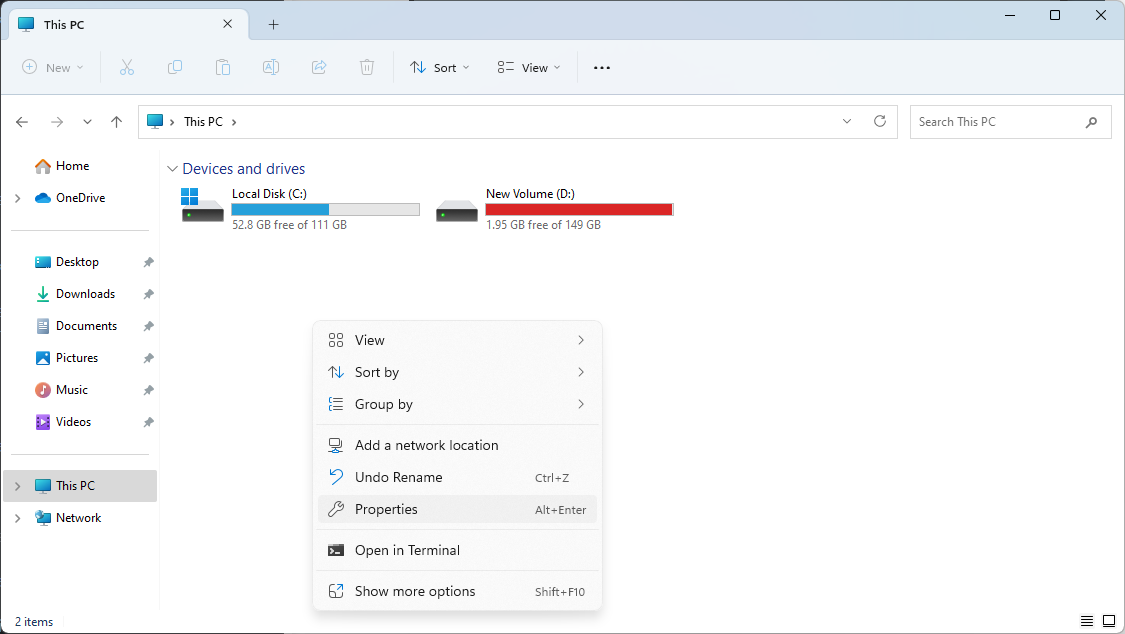 This PC
New
Sort
View
This PC
Search This PC
Home
OneDrive
Desktop
Downloads
Documents
Pictures
Music
Videos
This PC
Network
Devices and drives
Local Disk (C:)
52.8 GB free of 111 GB
New Volume (D:)
1.95 GB free of 149 GB
View
Sort by
Group by
Add a network location
Undo Rename Ctrl+Z
Properties Alt+Enter
Open in Terminal
Show more options Shift+F10
2 items